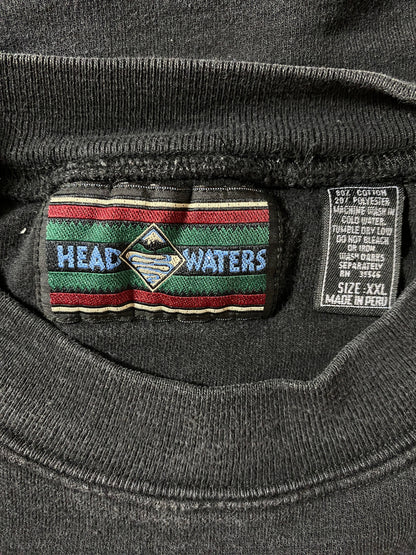 HEAD WATERS
80% COTTON
20% POLYESTER
MACHINE WASH IN
COLD WATER.
TUMBLE DRY LOW
DO NOT BLEACH
OR IRON
WASH DARKS
SEPARATELY
RN
SIZE: XXL
MADE IN PERU